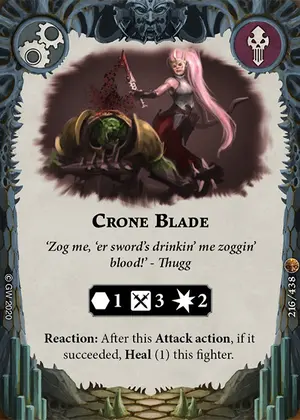 CRONE BLADE
‘Zog me, ‘er sword’s drinkin’ me zoggin’
blood!’ - Thugg
1 3 2
Reaction: After this Attack action, if it
succeeded, Heal (1) this fighter.
© GW 2020
216/438